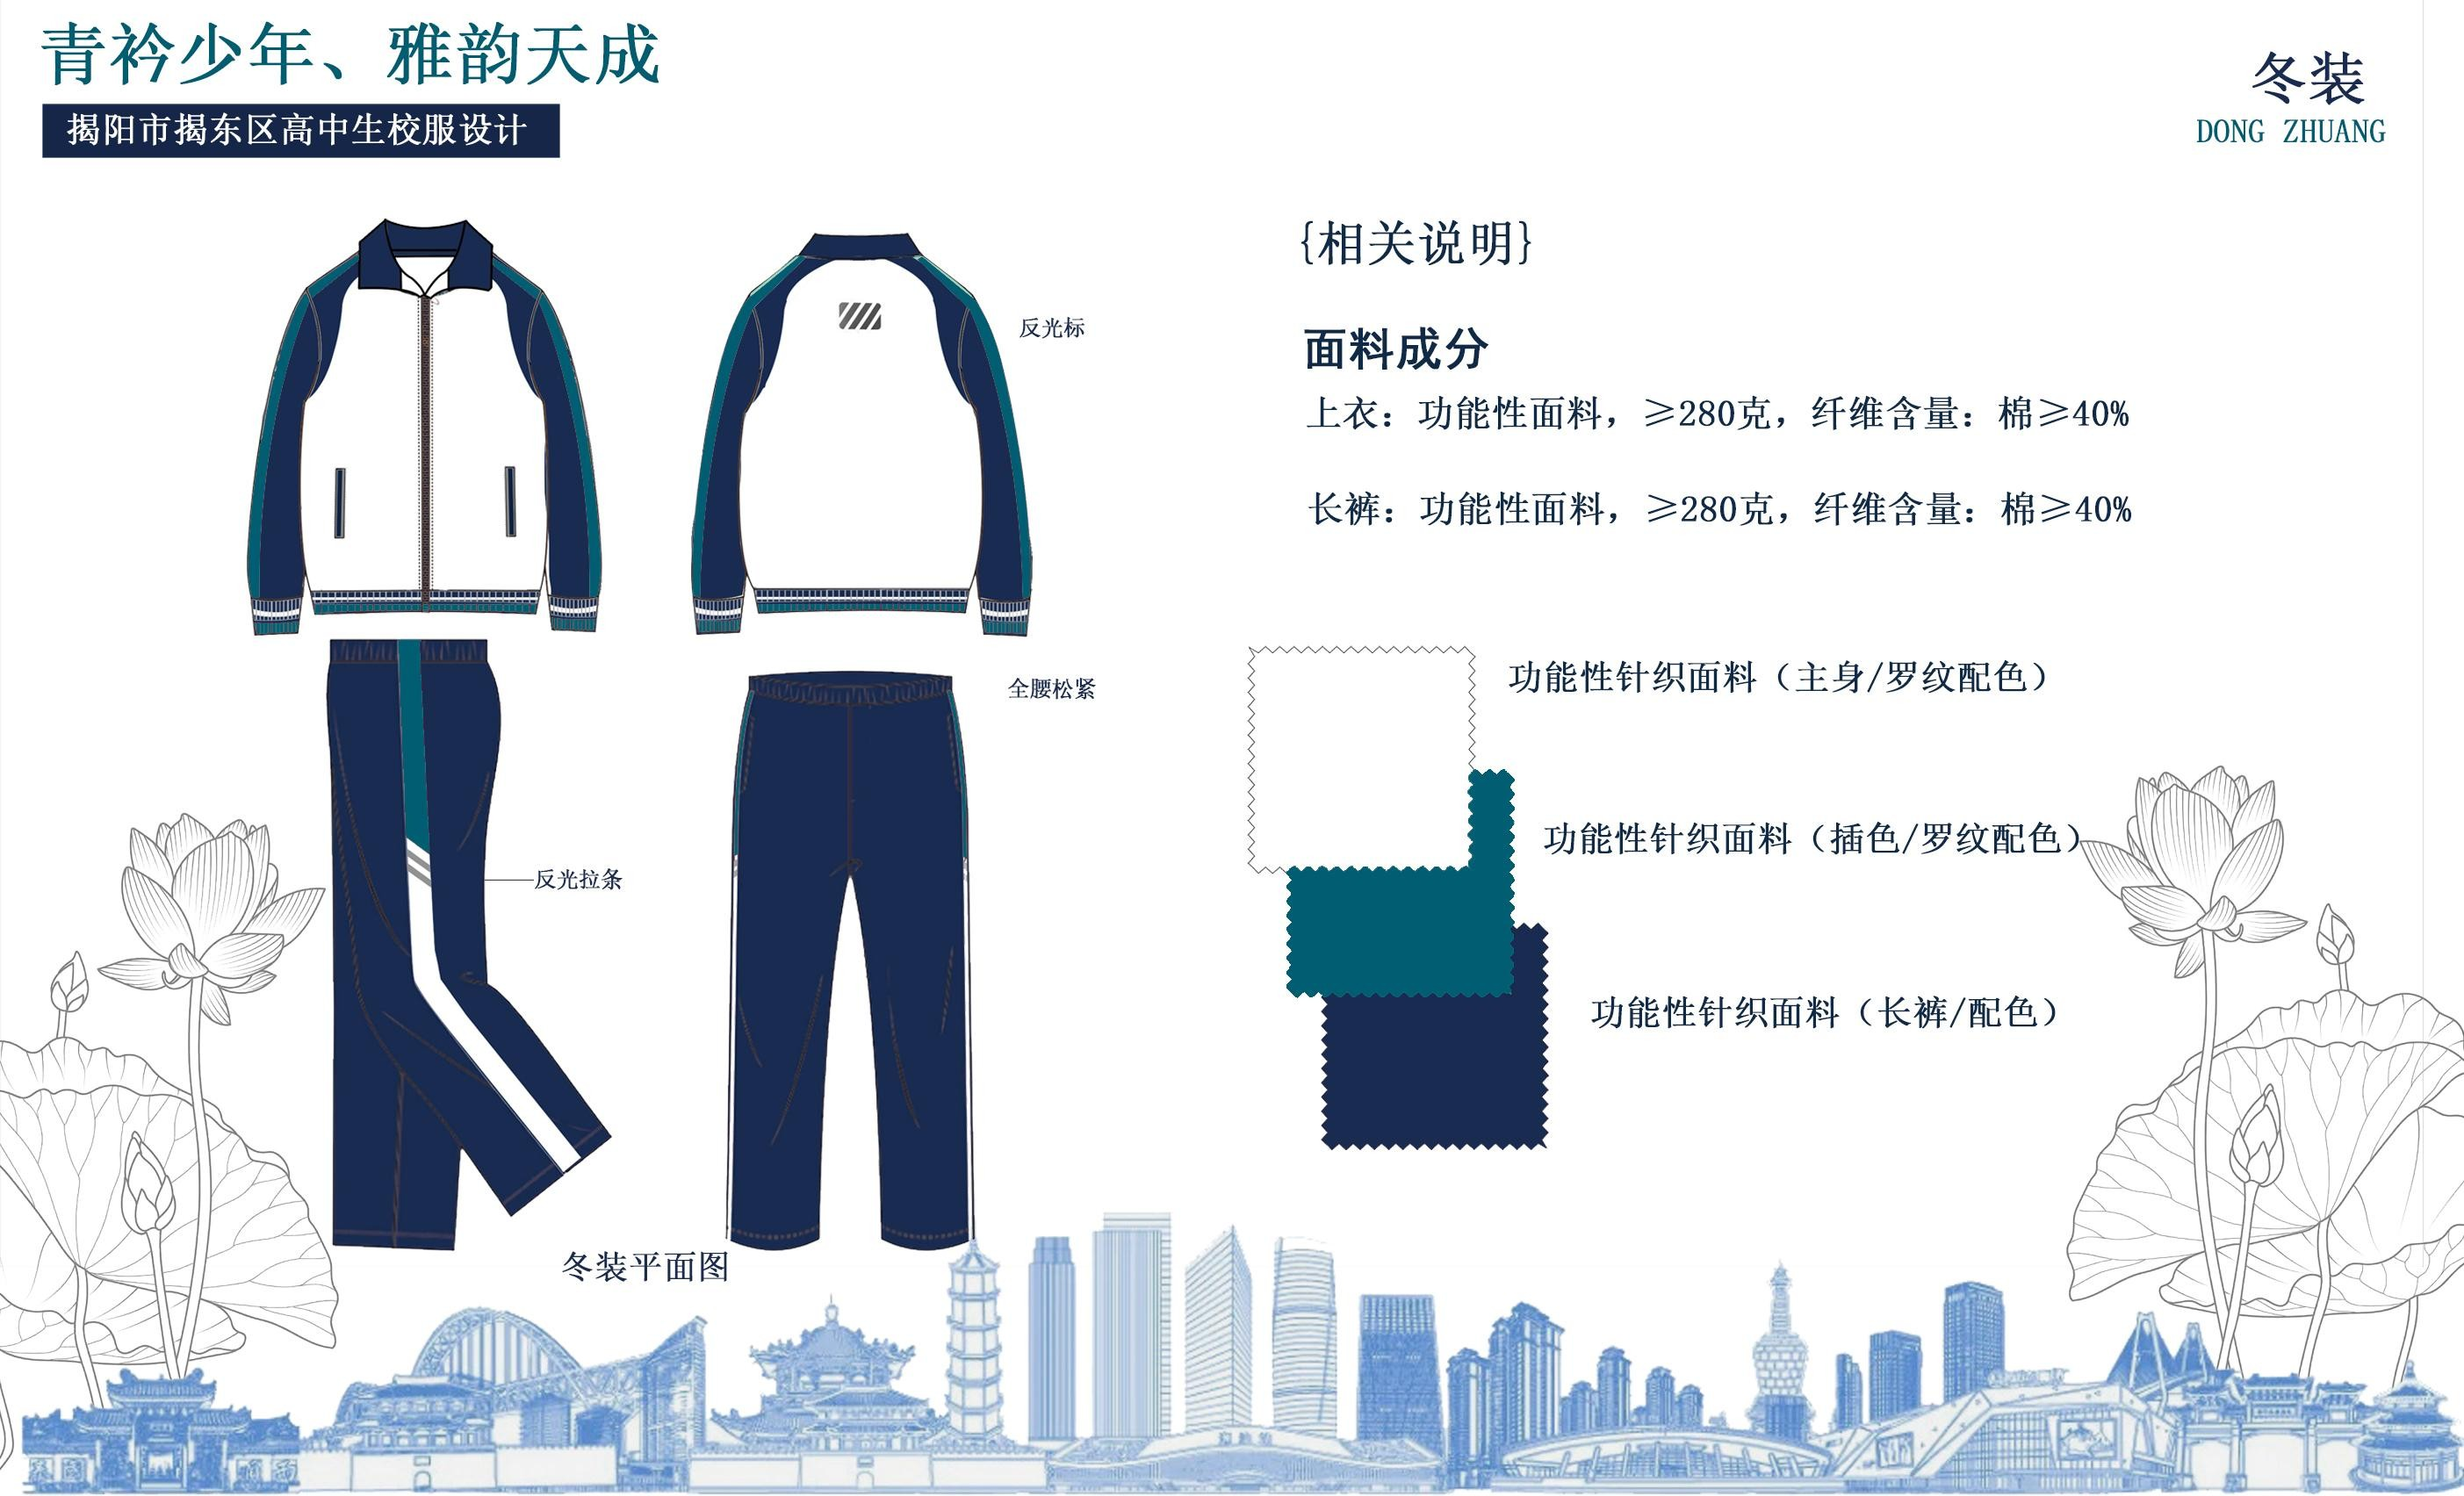 青衿少年、雅韵天成
揭阳市揭东区高中生校服设计
冬装
DONG ZHUANG
{相关说明}
面料成分
上衣：功能性面料，≥280克，纤维含量：棉≥40%
长裤：功能性面料，≥280克，纤维含量：棉≥40%
反光标
全腰松紧
反光拉条
功能性针织面料（主身/罗纹配色）
功能性针织面料（插色/罗纹配色）
功能性针织面料（长裤/配色）
冬装平面图